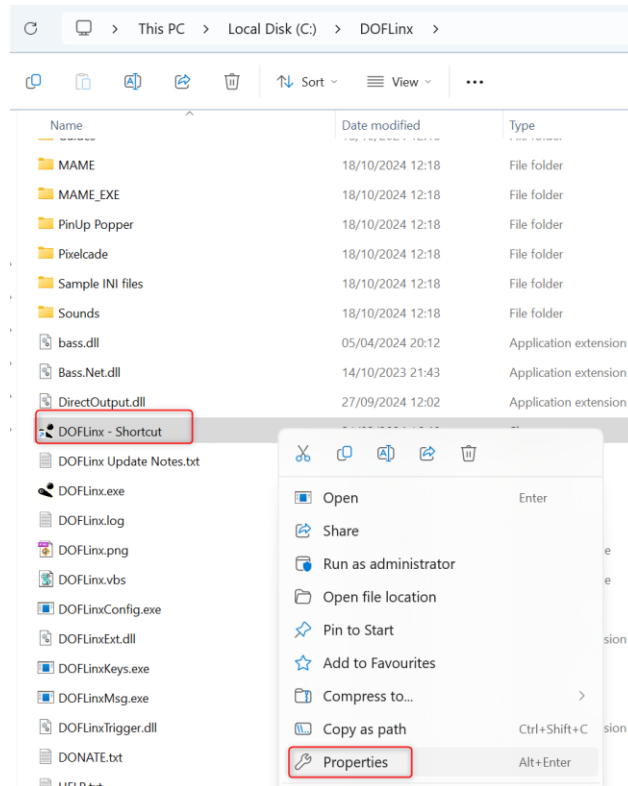 This PC > Local Disk (C:) > DOFLinx >
Sort View ...
Name Date modified Type
MAME 18/10/2024 12:18 File folder
MAME_EXE 18/10/2024 12:18 File folder
PinUp Popper 18/10/2024 12:18 File folder
Pixelcade 18/10/2024 12:18 File folder
Sample INI files 18/10/2024 12:18 File folder
Sounds 18/10/2024 12:18 File folder
bass.dll 05/04/2024 20:12 Application extension
Bass.Net.dll 14/10/2023 21:43 Application extension
DirectOutput.dll 27/09/2024 12:02 Application extension
DOFLinx - Shortcut
DOFLinx Update Notes.txt
DOFLinx.exe
Open Enter
DOFLinx.log
Share
DOFLinx.png e
Run as administrator
DOFLinx.vbs e
Open file location
DOFLinxConfig.exe
Pin to Start
DOFLinxExt.dll sion
Add to Favourites
DOFLinxKeys.exe
Compress to... >
DOFLinxMsg.exe
DOFLinxTrigger.dll
Copy as path Ctrl+Shift+C sion
DONATE.txt
Properties Alt+Enter